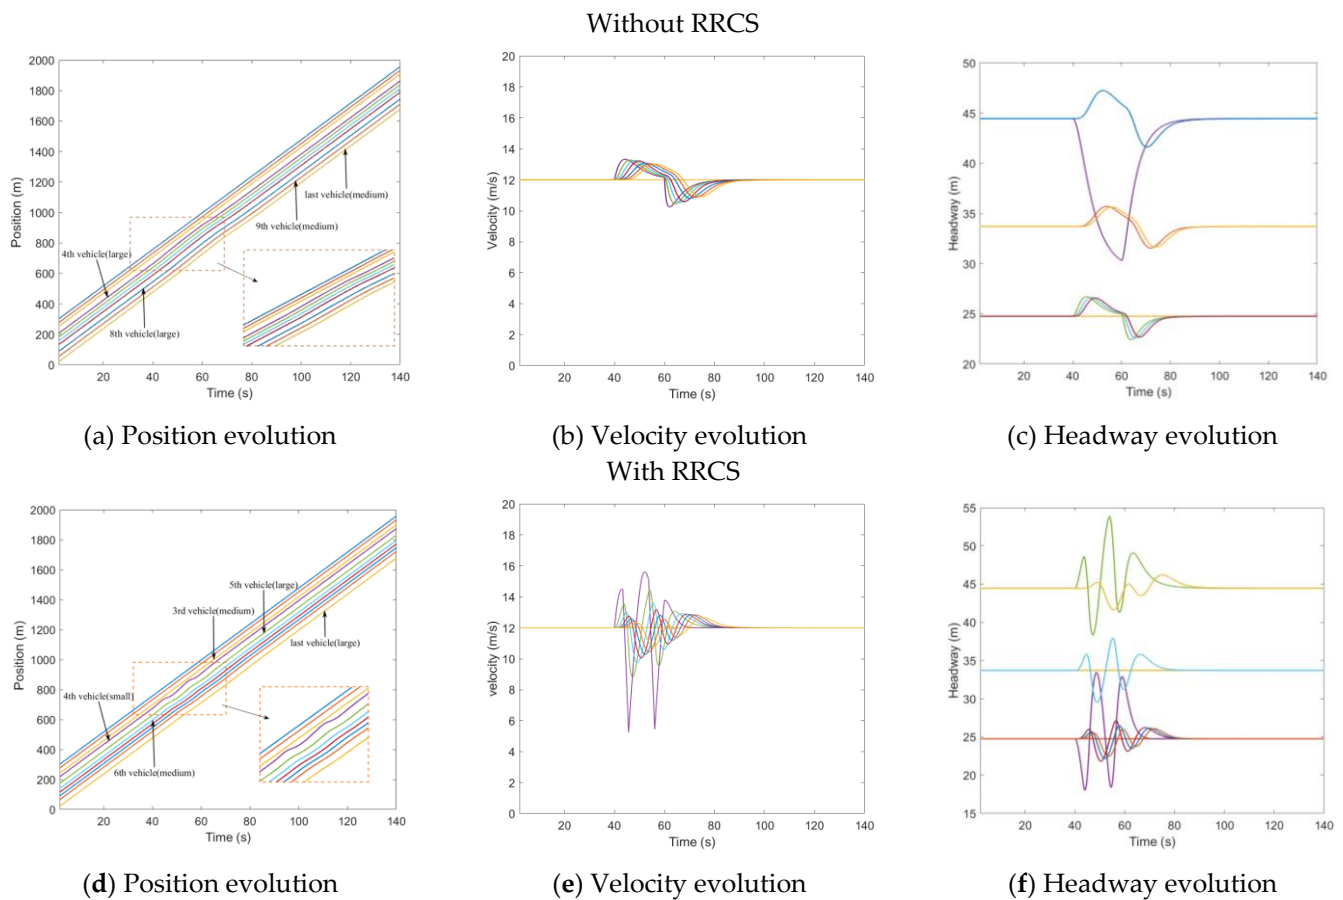 Without RRCS
Position (m)
2000
1800
1600
1400
1200
1000
800
600
400
200
0
20 40 60 80 100 120 140
Time (s)
4th vehicle(large)
8th vehicle(large)
9th vehicle(medium)
last vehicle(medium)
(a) Position evolution
Velocity (m/s)
20
18
16
14
12
10
8
6
4
2
0
20 40 60 80 100 120 140
Time (s)
(b) Velocity evolution
Headway (m)
50
45
40
35
30
25
20
20 40 60 80 100 120 140
Time (s)
(c) Headway evolution
With RRCS
Position (m)
2000
1800
1600
1400
1200
1000
800
600
400
200
0
20 40 60 80 100 120 140
Time (s)
5th vehicle(large)
3rd vehicle(medium)
last vehicle(large)
4th vehicle(small)
6th vehicle(medium)
(d) Position evolution
velocity (m/s)
20
18
16
14
12
10
8
6
4
2
0
20 40 60 80 100 120 140
Time (s)
(e) Velocity evolution
Headway (m)
55
50
45
40
35
30
25
20
15
20 40 60 80 100 120 140
Time (s)
(f) Headway evolution